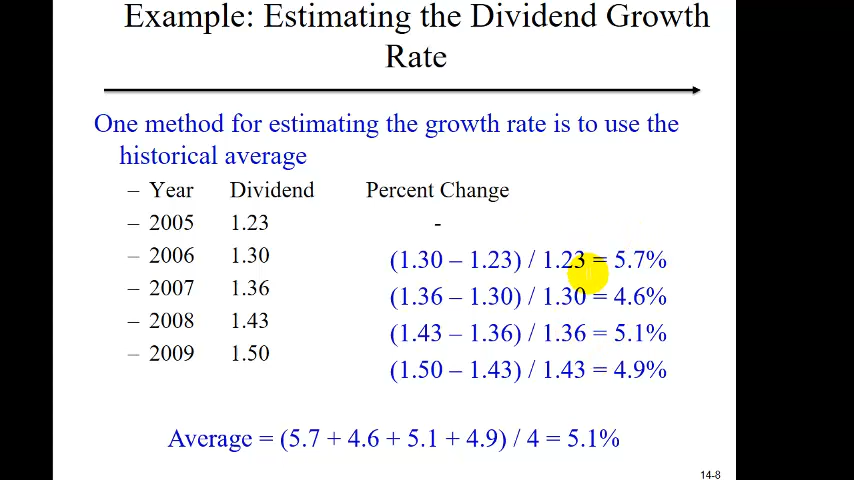 Example: Estimating the Dividend Growth
Rate
One method for estimating the growth rate is to use the
historical average
– Year Dividend Percent Change
– 2005 1.23 -
– 2006 1.30 (1.30 – 1.23) / 1.23 = 5.7%
– 2007 1.36 (1.36 – 1.30) / 1.30 = 4.6%
– 2008 1.43 (1.43 – 1.36) / 1.36 = 5.1%
– 2009 1.50 (1.50 – 1.43) / 1.43 = 4.9%
Average = (5.7 + 4.6 + 5.1 + 4.9) / 4 = 5.1%
14-8